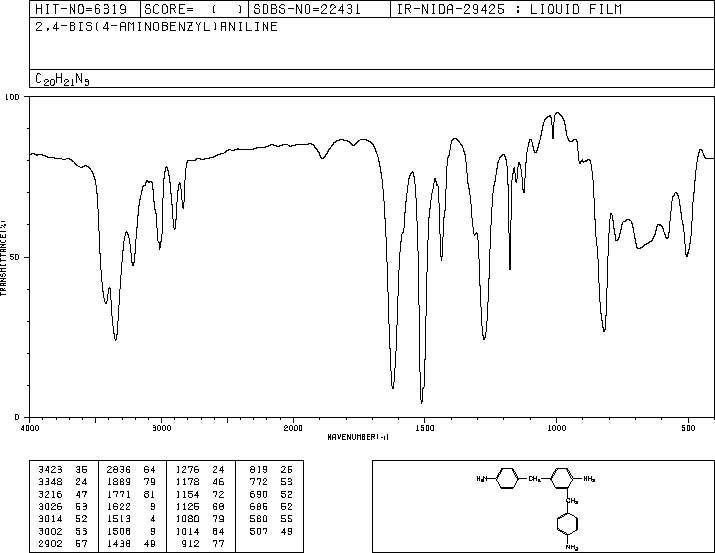 HIT-NO=6319 SCORE= ( ) SDBS-NO=22431 IR-NIDA-29425 : LIQUID FILM
2,4-BIS(4-AMINOBENZYL)ANILINE
C20H21N3
100
50
0
TRANSMITTANCE(%)
4000 3000 2000 1500 1000 500
WAVENUMBER(-1)
3423 35 2836 64 1276 24 819 25
3348 24 1889 79 1178 46 772 53
3216 47 1771 81 1154 72 690 52
3026 53 1622 9 1125 68 686 52
3014 52 1513 4 1080 79 580 55
3002 53 1508 9 1014 84 507 49
2902 57 1438 49 912 77
H2N CH2 NH2
CH2
NH2